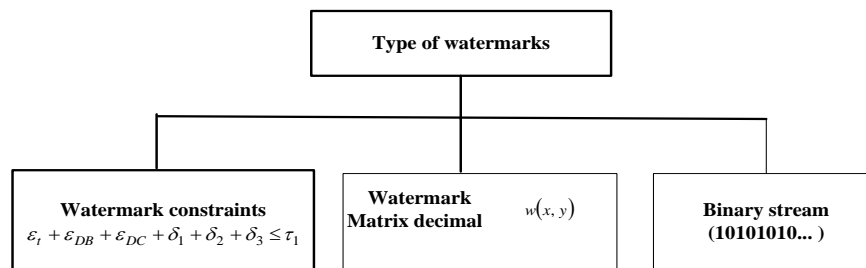 Type of watermarks
Watermark constraints
ε_t + ε_DB + ε_DC + δ_1 + δ_2 + δ_3 ≤ τ_1
Watermark
Matrix decimal w(x, y)
Binary stream
(10101010... )